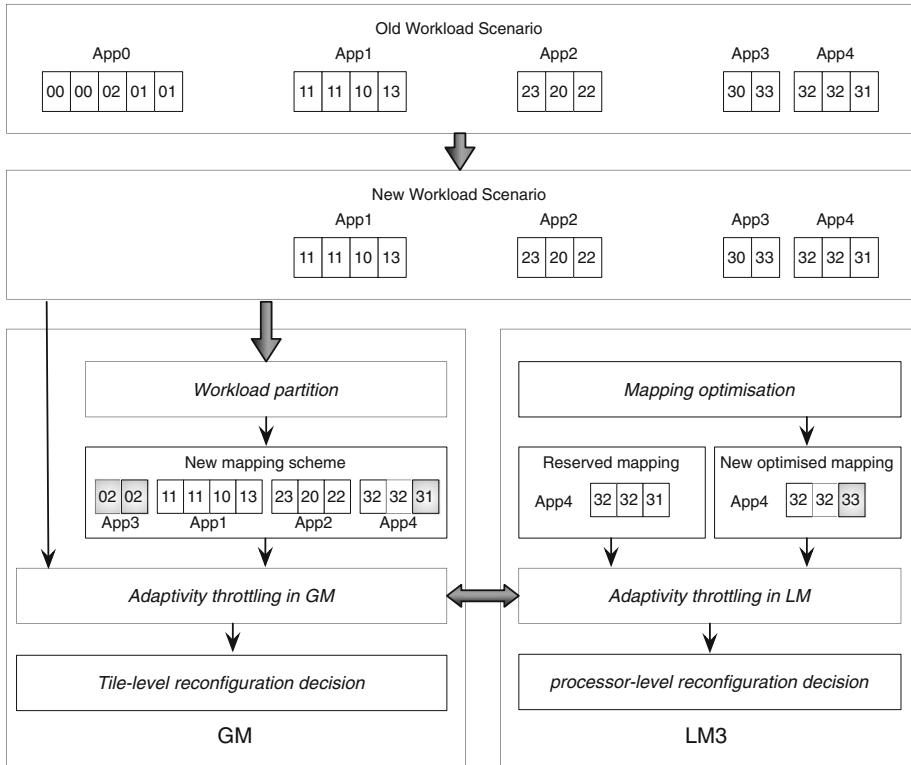 Old Workload Scenario
App0 App1 App2 App3 App4
00 00 02 01 01 11 11 10 13 23 20 22 30 33 32 32 31
New Workload Scenario
App1 App2 App3 App4
11 11 10 13 23 20 22 30 33 32 32 31
Workload partition
New mapping scheme
02 02 11 11 10 13 23 20 22 32 32 31
App3 App1 App2 App4
Adaptivity throttling in GM
Tile-level reconfiguration decision
GM
Mapping optimisation
Reserved mapping
App4 32 32 31
New optimised mapping
App4 32 32 33
Adaptivity throttling in LM
processor-level reconfiguration decision
LM3